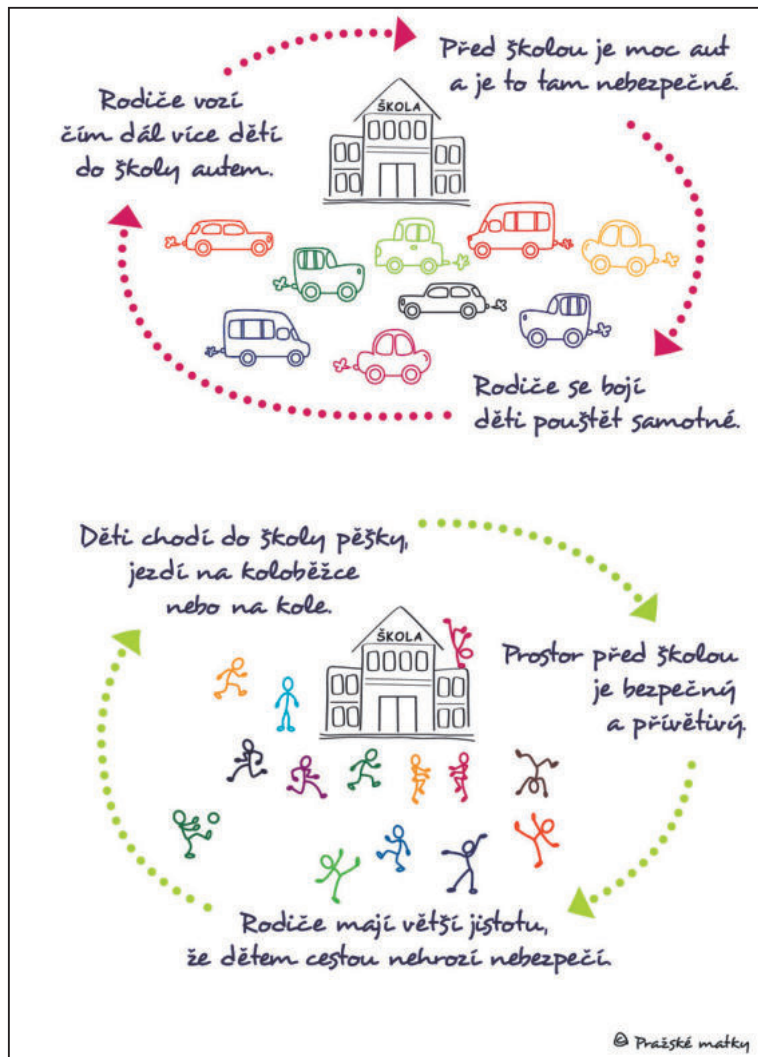 Před školou je moc aut
a je to tam nebezpečné.
Rodiče vozí
čím dál více dětí
do školy autem.
ŠKOLA
Rodiče se bojí
děti pouštět samotné.
Děti chodí do školy pěšky,
jezdí na koloběžce
nebo na kole.
ŠKOLA
Prostor před školou
je bezpečný
a přívětivý.
Rodiče mají větší jistotu,
že dětem cestou nehrozí nebezpečí.
© Pražské matky